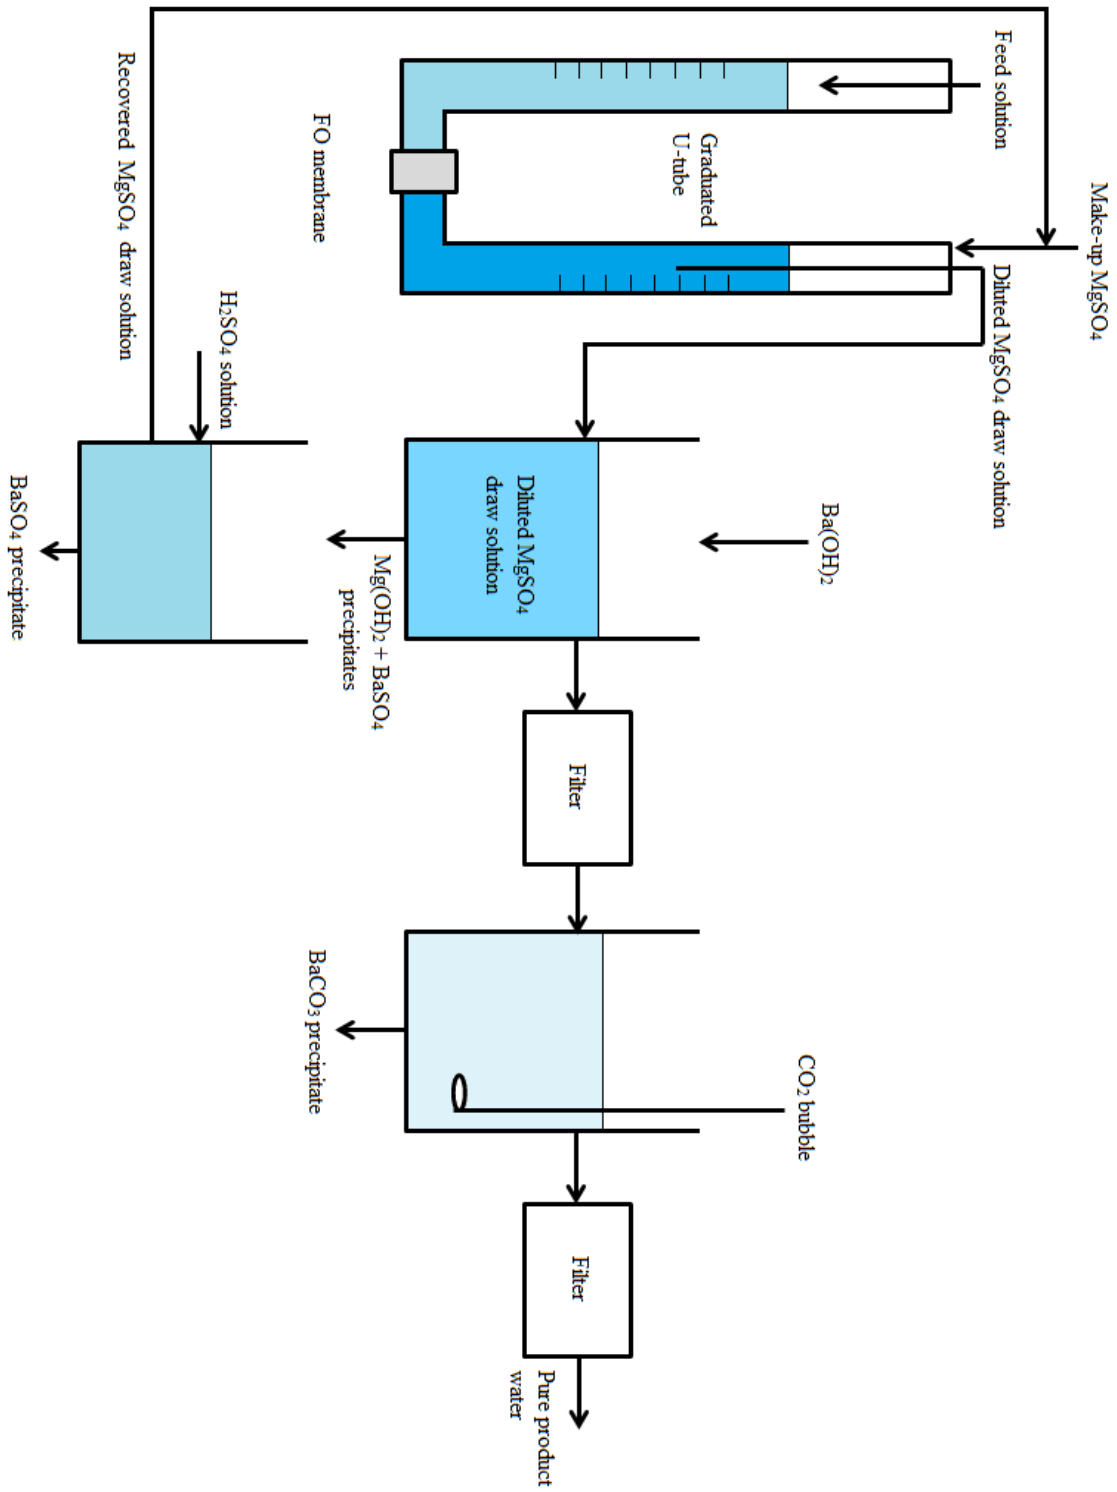 Make-up MgSO4
Feed solution
Diluted MgSO4 draw solution
Graduated
U-tube
FO membrane
Recovered MgSO4 draw solution
Ba(OH)2
Diluted MgSO4
draw solution
Mg(OH)2 + BaSO4
precipitates
H2SO4 solution
BaSO4 precipitate
Filter
CO2 bubble
BaCO3 precipitate
Filter
Pure product
water